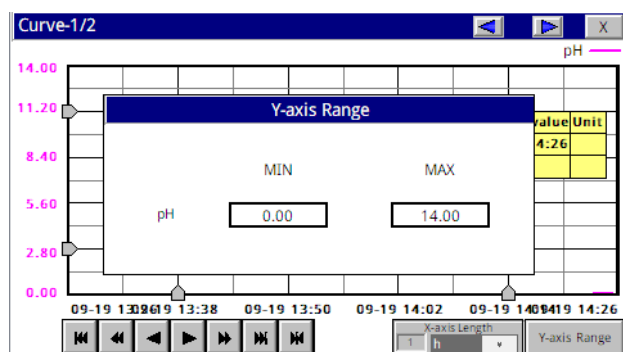 Curve-1/2
X
pH
14.00
Y-axis Range
11.20
value Unit
4:26
8.40
MIN MAX
5.60
pH 0.00 14.00
2.80
0.00
09-19 13:38 09-19 13:50 09-19 14:02 09-19 14:26
X-axis Length
1 h v
Y-axis Range